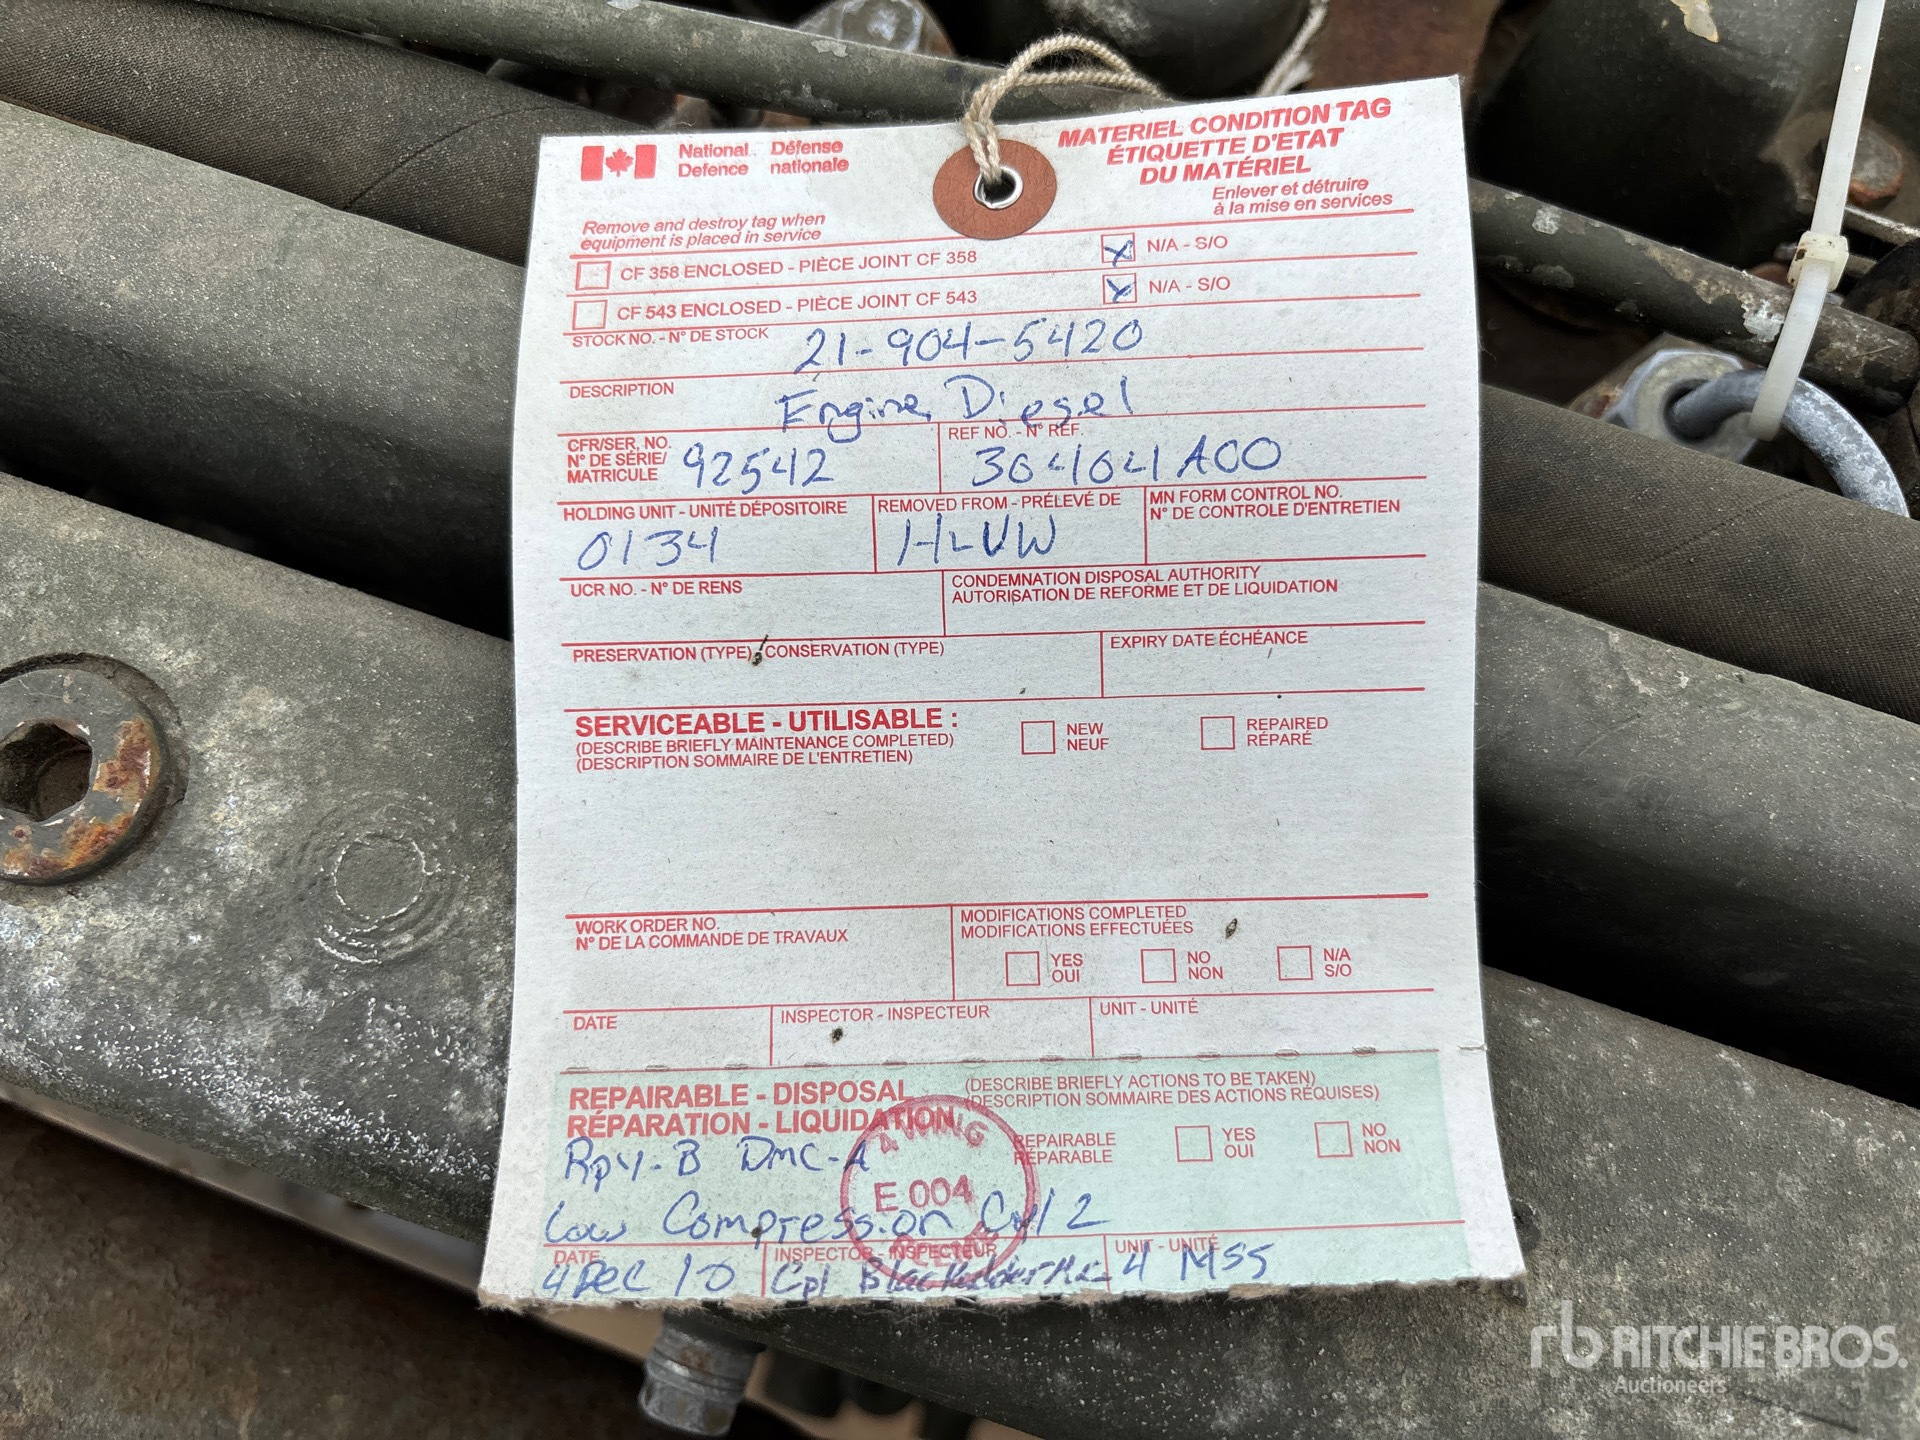 National Defence Défense nationale
MATERIEL CONDITION TAG
ÉTIQUETTE D'ETAT
DU MATÉRIEL
Remove and destroy tag when
equipment is placed in service
Enlever et détruire
à la mise en services
CF 358 ENCLOSED - PIÈCE JOINT CF 358 X N/A - S/O
CF 543 ENCLOSED - PIÈCE JOINT CF 543 X N/A - S/O
STOCK NO. - N° DE STOCK 21-904-5420
DESCRIPTION Engine, Diesel
CFR/SER. NO.
N° DE SÉRIE/
MATRICULE 92542
REF NO. - N° RÉF. 304041A00
HOLDING UNIT - UNITÉ DÉPOSITOIRE
0134
REMOVED FROM - PRÉLEVÉ DE
HLVW
MN FORM CONTROL NO.
N° DE CONTROLE D'ENTRETIEN
UCR NO. - N° DE RENS
CONDEMNATION DISPOSAL AUTHORITY
AUTORISATION DE REFORME ET DE LIQUIDATION
PRESERVATION (TYPE) / CONSERVATION (TYPE)
EXPIRY DATE ÉCHÉANCE
SERVICEABLE - UTILISABLE :
(DESCRIBE BRIEFLY MAINTENANCE COMPLETED)
(DESCRIPTION SOMMAIRE DE L'ENTRETIEN)
NEW
NEUF
REPAIRED
RÉPARÉ
WORK ORDER NO.
N° DE LA COMMANDE DE TRAVAUX
MODIFICATIONS COMPLETED
MODIFICATIONS EFFECTUÉES
YES
OUI
NO
NON
N/A
S/O
DATE
INSPECTOR - INSPECTEUR
UNIT - UNITÉ
REPAIRABLE - DISPOSAL
RÉPARATION - LIQUIDATION
(DESCRIBE BRIEFLY ACTIONS TO BE TAKEN)
(DESCRIPTION SOMMAIRE DES ACTIONS REQUISES)
REPAIRABLE
RÉPARABLE
YES
OUI
NO
NON
4 WING
E 004
Rpy-B DMC-A
Low Compression Cyl 2
DATE
4 Dec 10
INSPECTOR - INSPECTEUR
Cpl
UNIT - UNITÉ
4 MSS
rb RITCHIE BROS.
Auctioneers